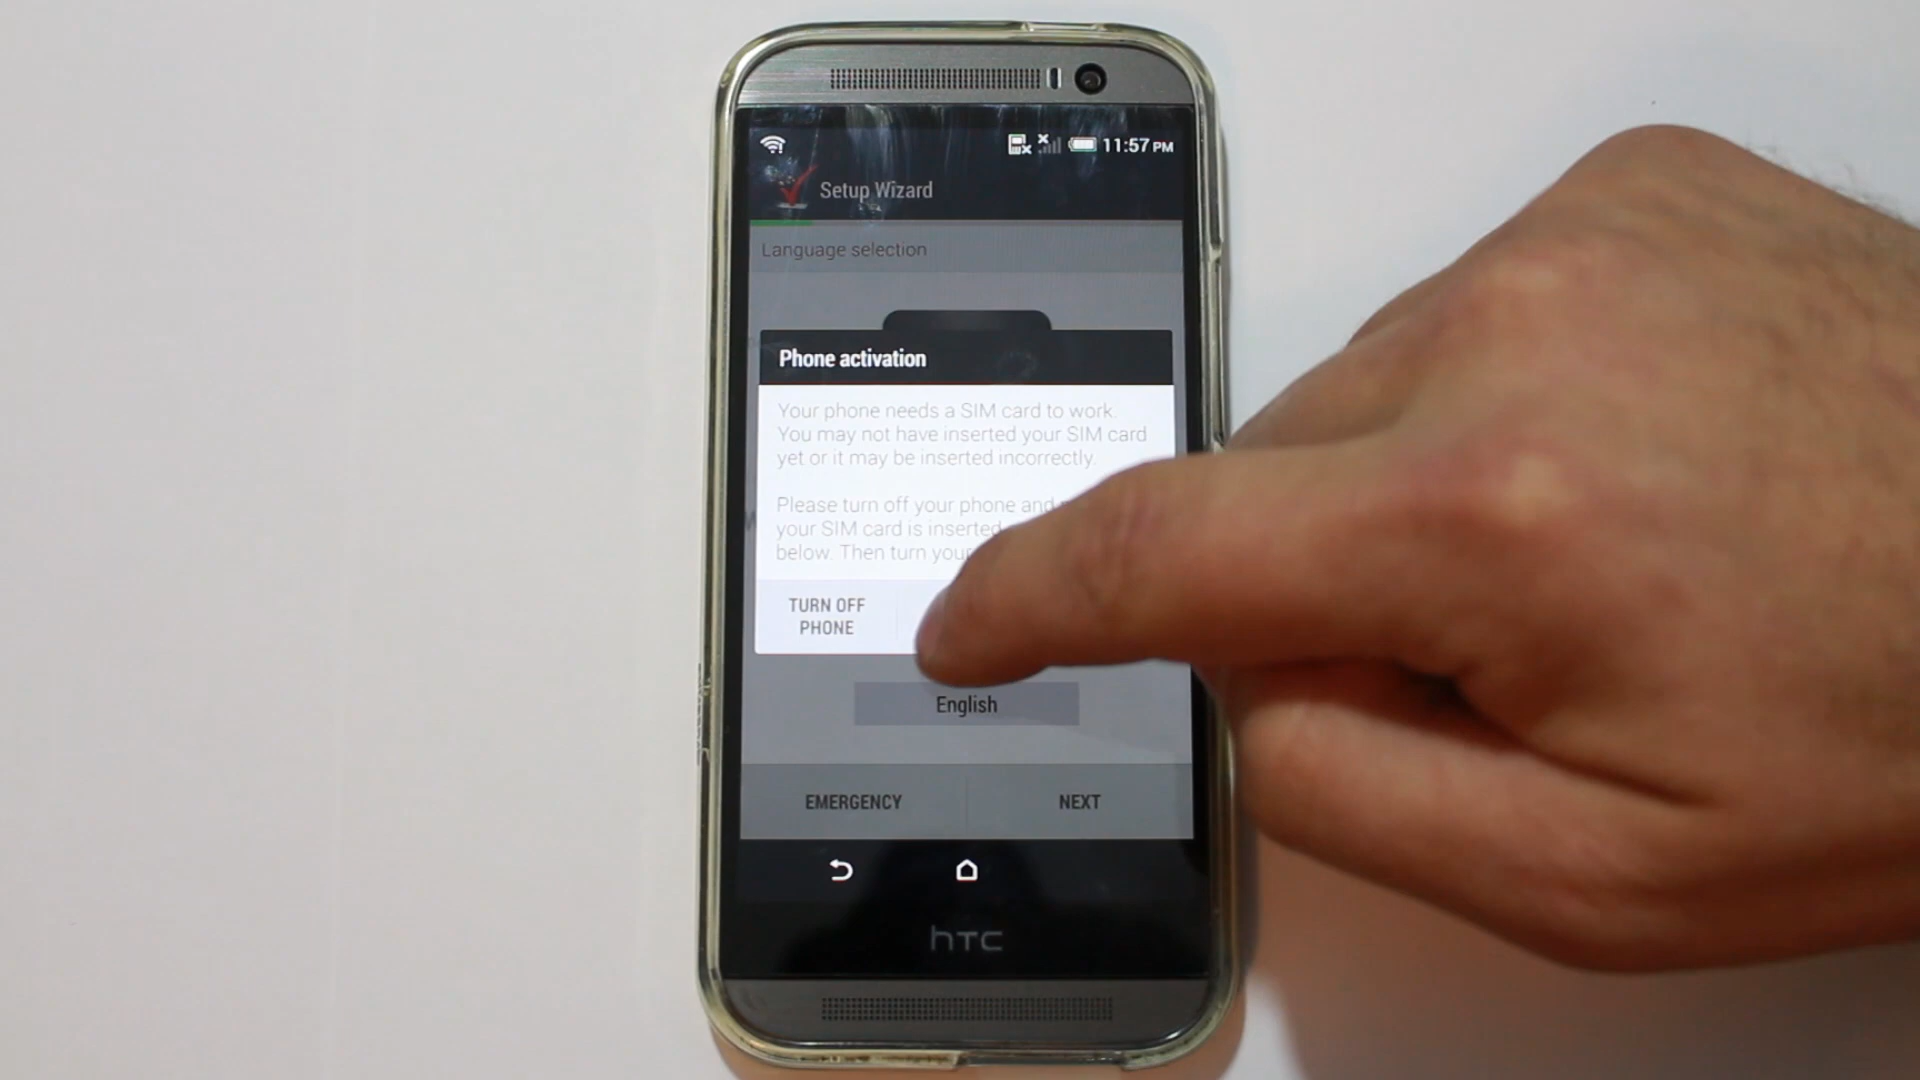 11:57 PM
Setup Wizard
Language selection
Phone activation
Your phone needs a SIM card to work.
You may not have inserted your SIM card
yet or it may be inserted incorrectly.
Please turn off your phone and
your SIM card is inserted
below. Then turn your
TURN OFF
PHONE
English
EMERGENCY
NEXT
hTC